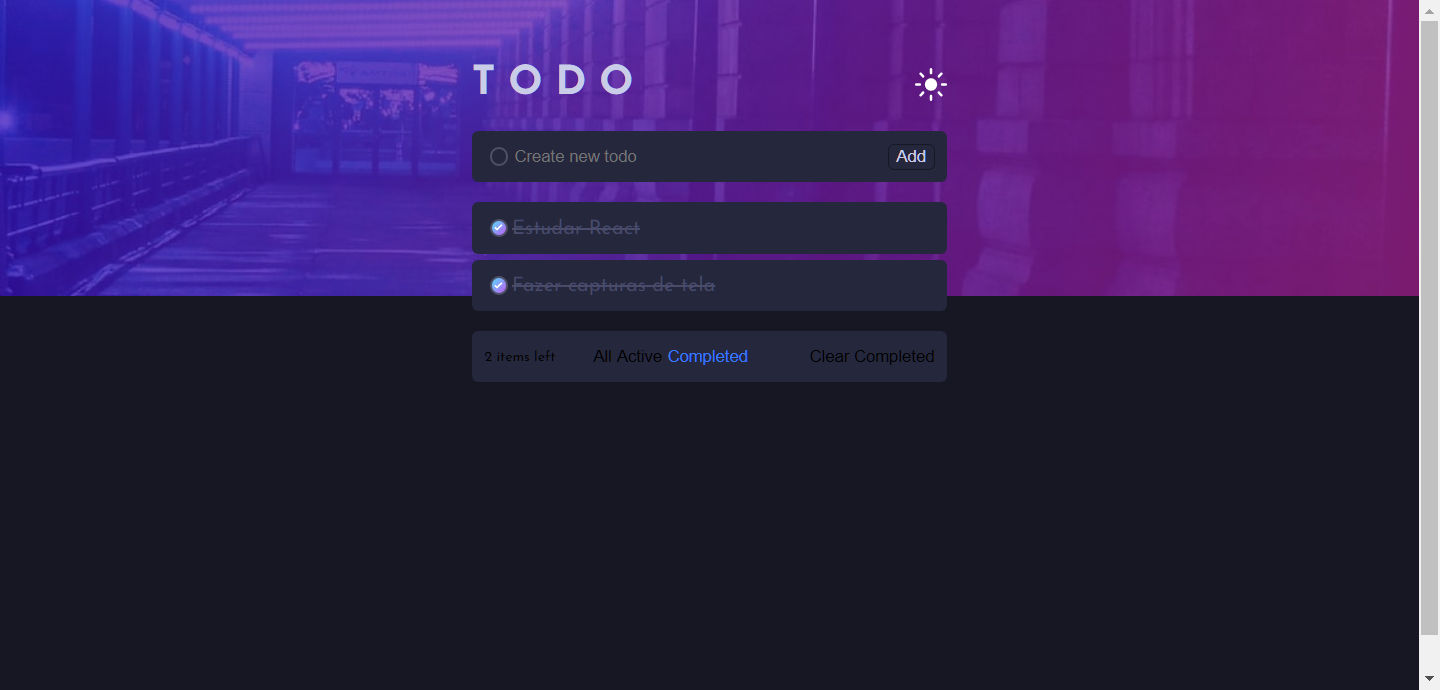 TODO
Create new todo Add
Estudar React
Fazer capturas de tela
2 items left All Active Completed Clear Completed